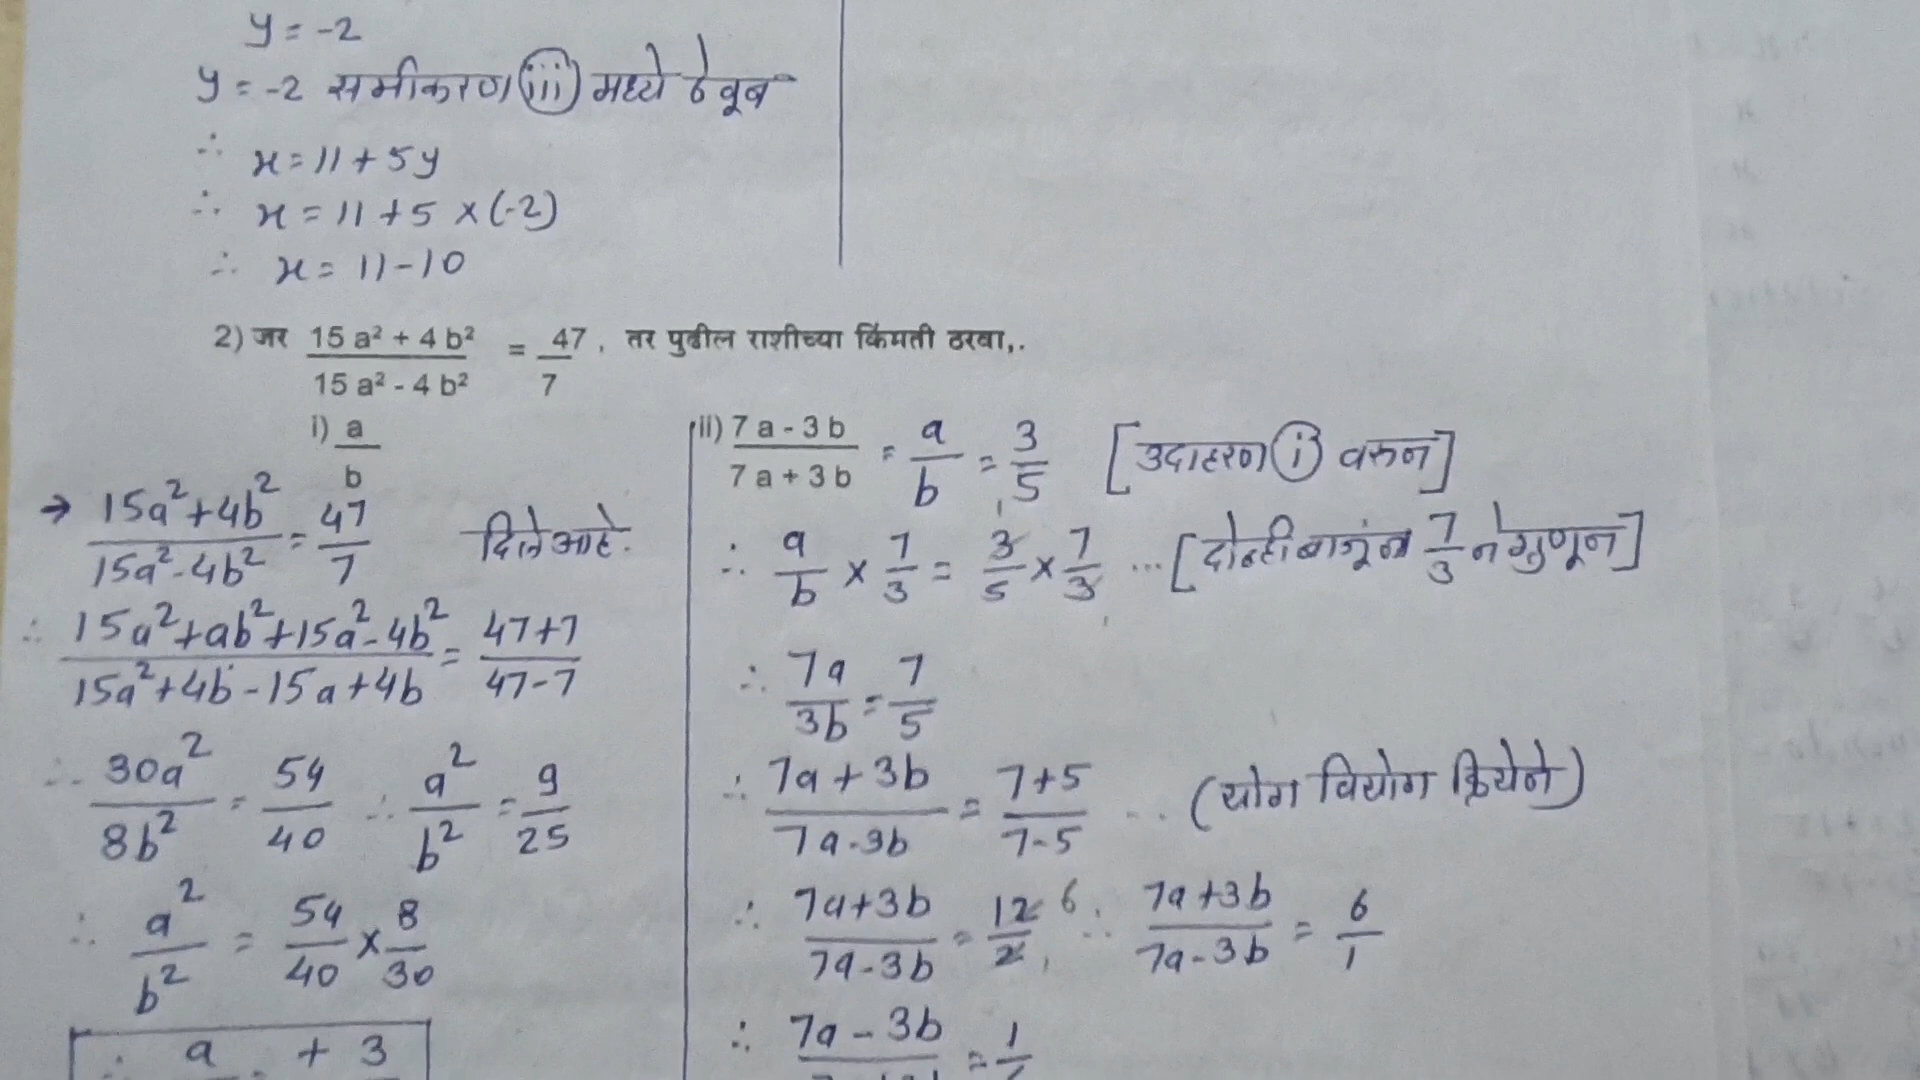 y = -2
y = -2 समीकरण (iii) मध्ये ठेवून
∴ x = 11 + 5y
∴ x = 11 + 5 × (-2)
∴ x = 11 - 10
2) जर (15 a² + 4 b²)/(15 a² - 4 b²) = 47/7, तर पुढील राशीच्या किंमती ठरवा,.
i) a/b
→ (15a² + 4b²)/(15a² - 4b²) = 47/7 दिले आहे.
∴ (15a² + ab² + 15a² - 4b²)/(15a² + 4b - 15a + 4b) = (47+7)/(47-7)
∴ 30a²/8b² = 54/40 ∴ a²/b² = 9/25
∴ a²/b² = 54/40 × 8/30
∴ a + 3
ii) (7 a - 3 b)/(7 a + 3 b) = a/b = 3/5 [उदाहरण (i) वरून]
∴ a/b × 7/3 = 3/5 × 7/3 ... [दोन्ही बाजूंना 7/3 ने गुणून]
∴ 7a/3b = 7/5
∴ (7a + 3b)/(7a - 3b) = (7+5)/(7-5) ... (योग वियोग क्रियेने)
∴ (7a + 3b)/(7a - 3b) = 12/2 6 1 ∴ (7a + 3b)/(7a - 3b) = 6/1
∴ 7a - 3b = 1